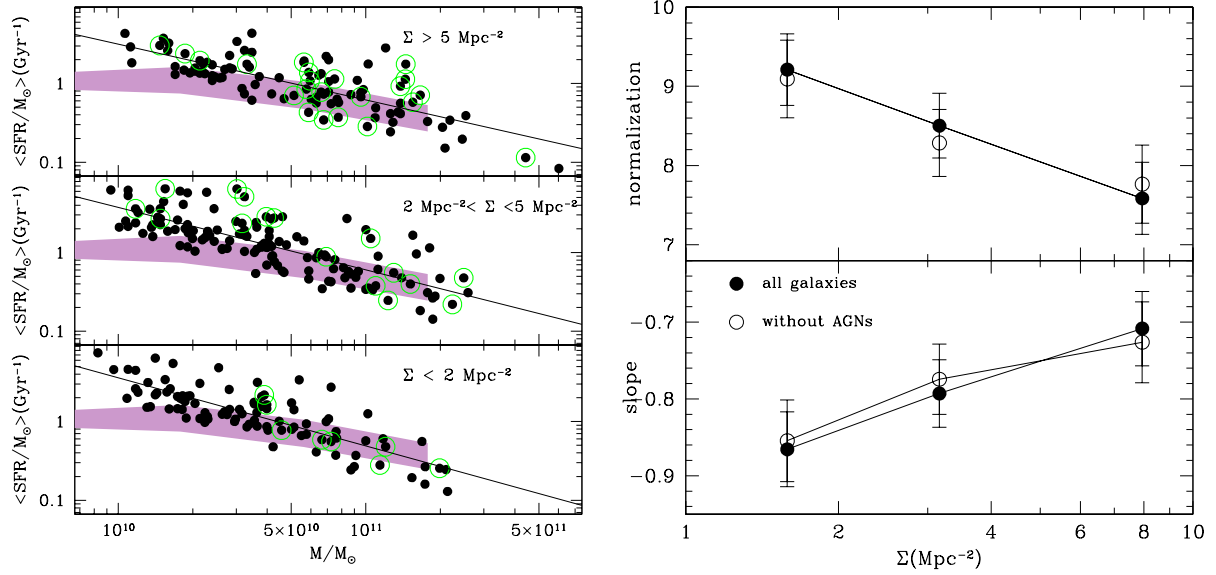 Σ > 5 Mpc⁻²
<SFR/M☉>(Gyr⁻¹)
1
0.1
2 Mpc⁻²< Σ <5 Mpc⁻²
<SFR/M☉>(Gyr⁻¹)
1
0.1
Σ < 2 Mpc⁻²
<SFR/M☉>(Gyr⁻¹)
1
0.1
10¹⁰
5×10¹⁰
10¹¹
5×10¹¹
M/M☉
10
9
8
7
normalization
all galaxies
without AGNs
−0.7
−0.8
−0.9
slope
1
2
4
6
8
10
Σ(Mpc⁻²)